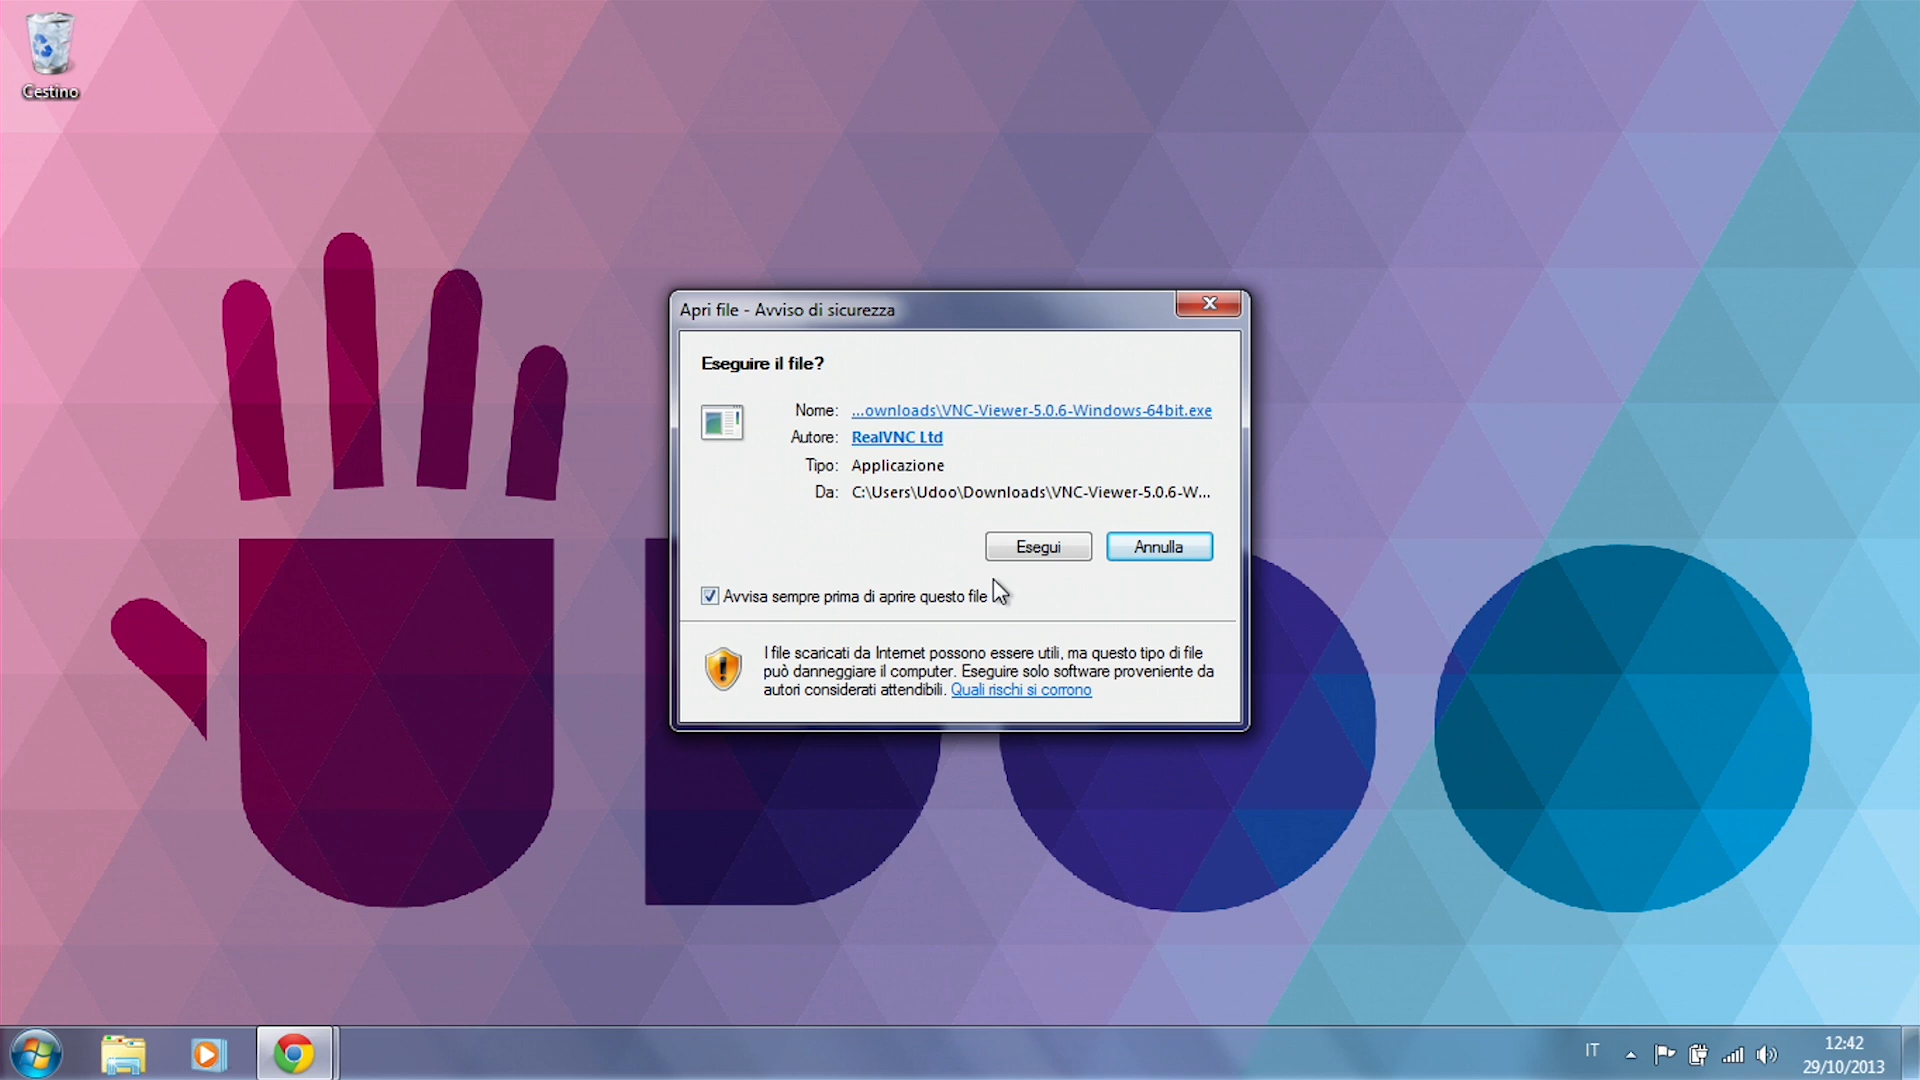 Cestino
Apri file - Avviso di sicurezza
Eseguire il file?
Nome: ...ownloads\VNC-Viewer-5.0.6-Windows-64bit.exe
Autore: RealVNC Ltd
Tipo: Applicazione
Da: C:\Users\Udoo\Downloads\VNC-Viewer-5.0.6-W...
Esegui Annulla
Avvisa sempre prima di aprire questo file
I file scaricati da Internet possono essere utili, ma questo tipo di file
può danneggiare il computer. Eseguire solo software proveniente da
autori considerati attendibili. Quali rischi si corrono
IT
12:42
29/10/2013